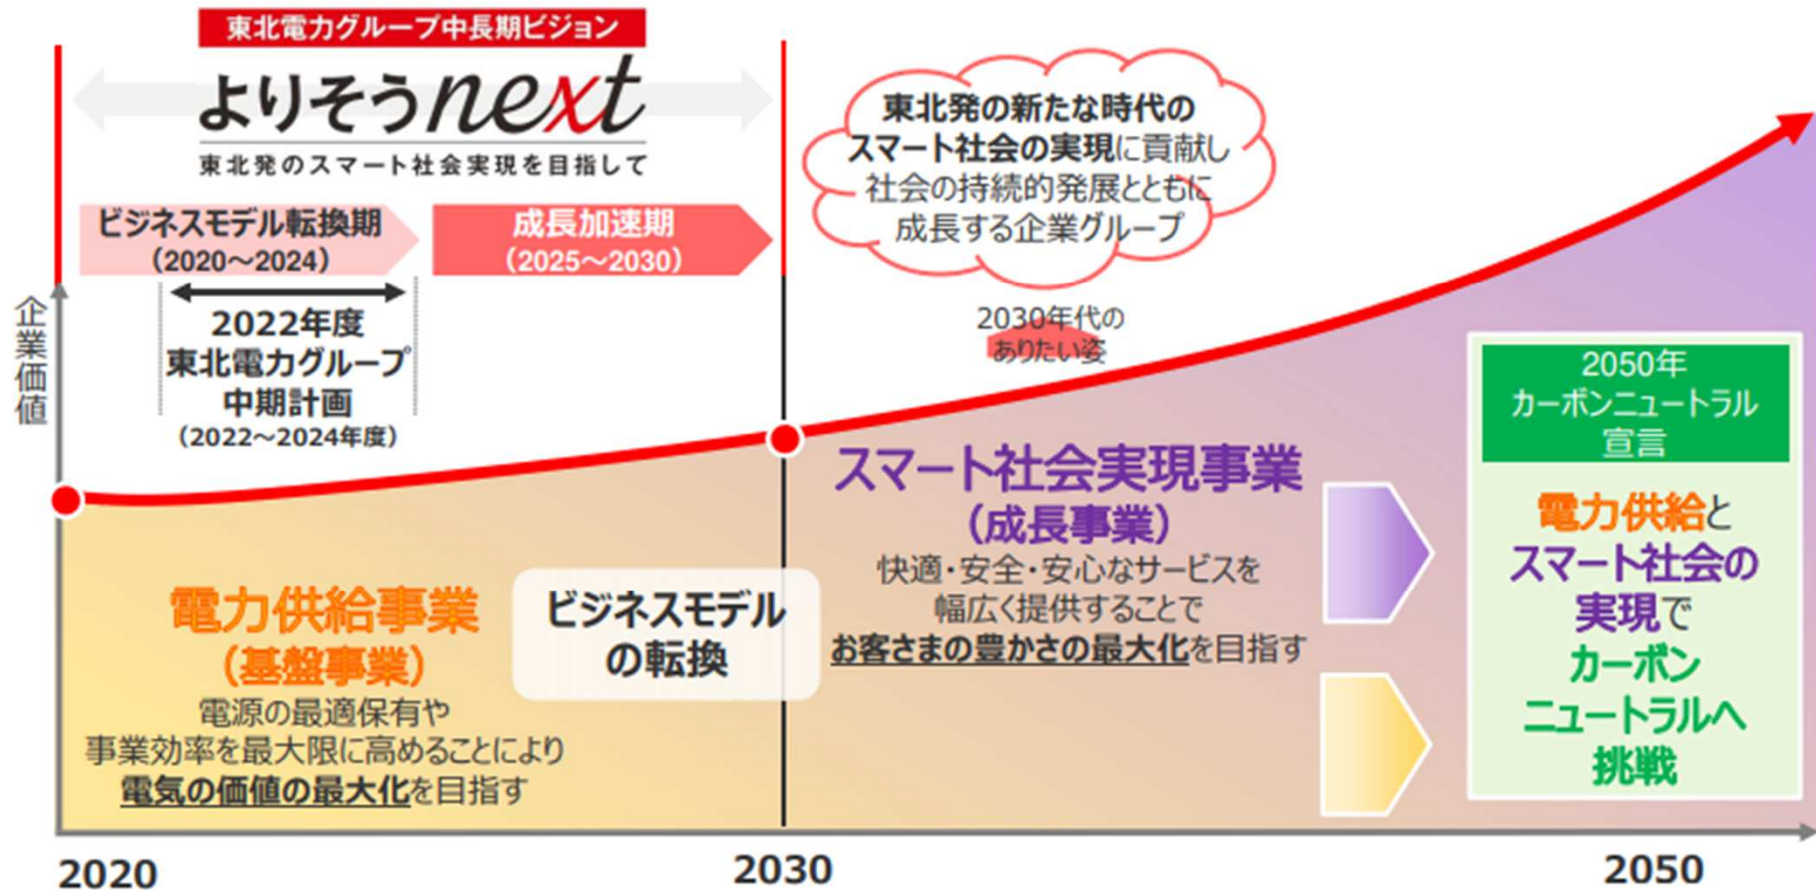 東北電力グループ中長期ビジョン
よりそうnext
東北発のスマート社会実現を目指して
ビジネスモデル転換期
（2020～2024）
成長加速期
（2025～2030）
2022年度
東北電力グループ
中期計画
（2022～2024年度）
東北発の新たな時代の
スマート社会の実現に貢献し
社会の持続的発展とともに
成長する企業グループ
2030年代の
ありたい姿
企業価値
電力供給事業
（基盤事業）
電源の最適保有や
事業効率を最大限に高めることにより
電気の価値の最大化を目指す
ビジネスモデル
の転換
スマート社会実現事業
（成長事業）
快適・安全・安心なサービスを
幅広く提供することで
お客さまの豊かさの最大化を目指す
2050年
カーボンニュートラル
宣言
電力供給と
スマート社会の
実現で
カーボン
ニュートラルへ
挑戦
2020
2030
2050